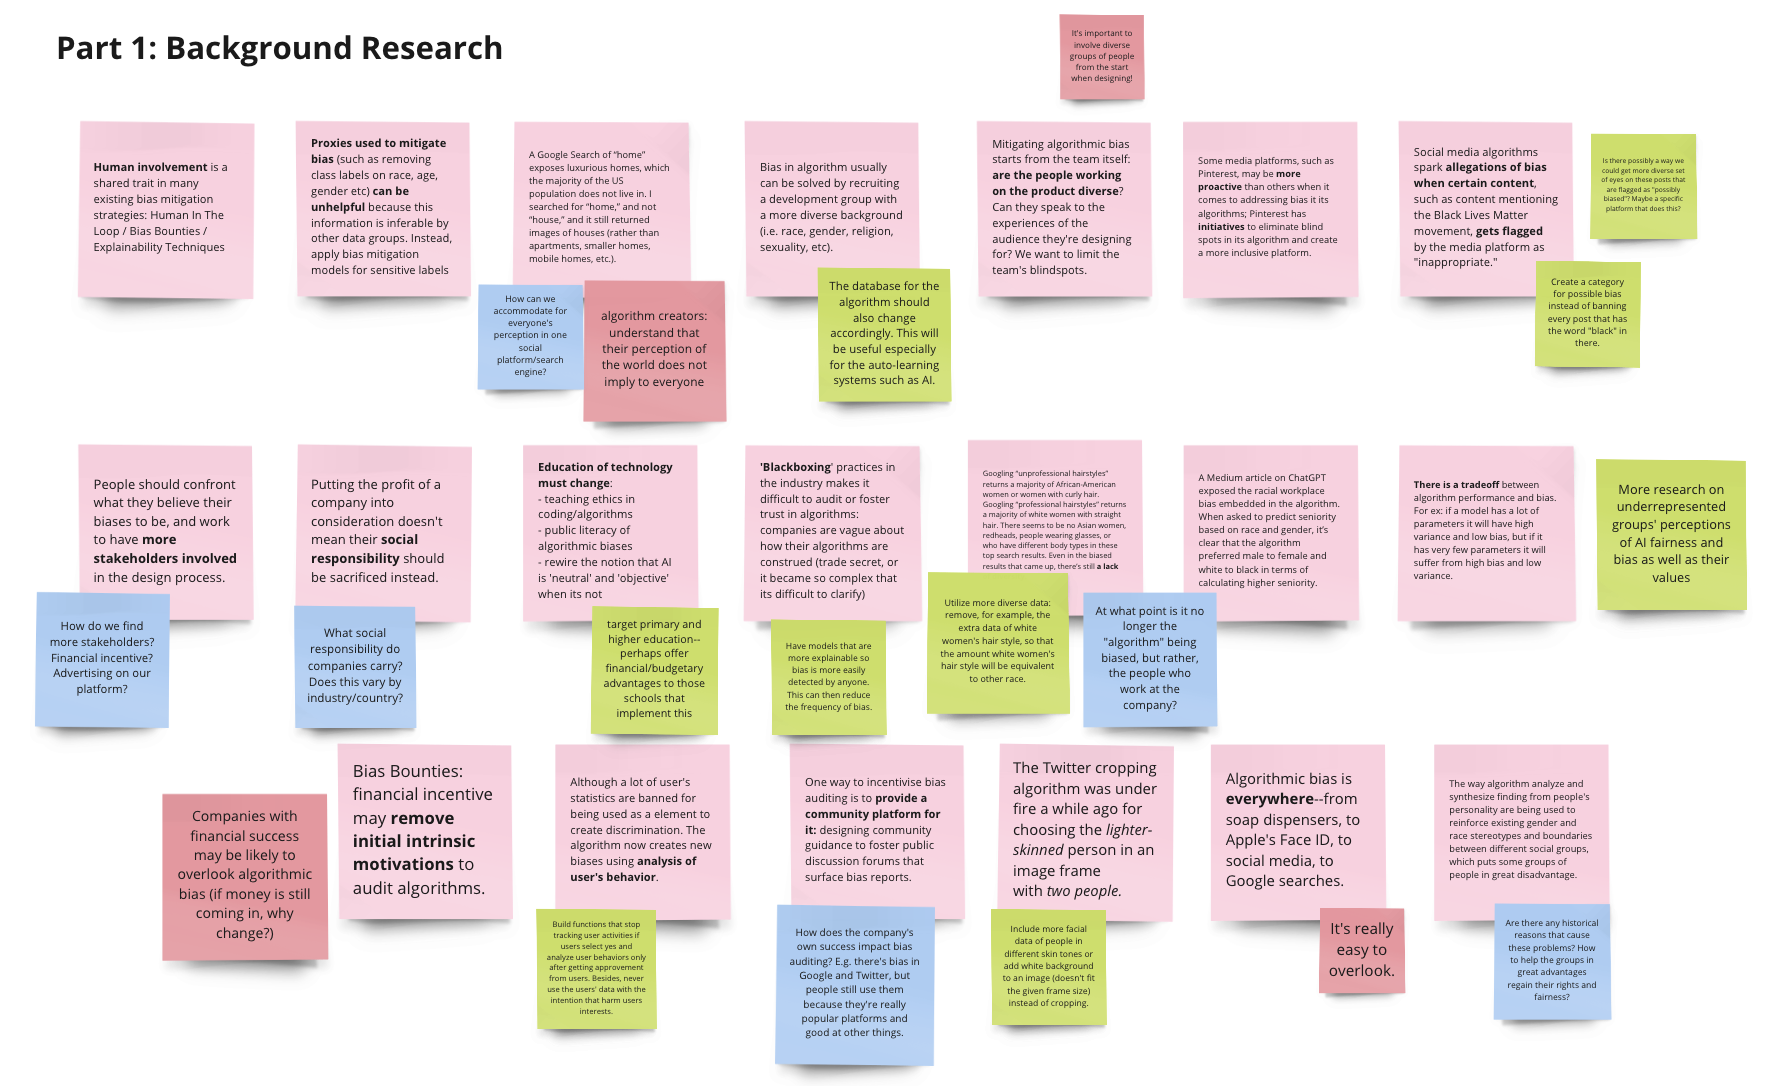 Part 1: Background Research
It's important to
involve diverse
groups of people
from the start
when designing!
Human involvement is a
shared trait in many
existing bias mitigation
strategies: Human In The
Loop / Bias Bounties /
Explainability Techniques
Proxies used to mitigate
bias (such as removing
class labels on race, age,
gender etc) can be
unhelpful because this
information is inferable by
other data groups. Instead,
apply bias mitigation
models for sensitive labels
A Google Search of “home”
exposes luxurious homes, which
the majority of the US
population does not live in. I
searched for “home,” and not
“house,” and it still returned
images of houses (rather than
apartments, smaller homes,
mobile homes, etc.).
How can we
accommodate for
everyone's
perception in one
social
platform/search
engine?
algorithm creators:
understand that
their perception of
the world does not
imply to everyone
Bias in algorithm usually
can be solved by recruiting
a development group with
a more diverse background
(i.e. race, gender, religion,
sexuality, etc).
The database for the
algorithm should
also change
accordingly. This will
be useful especially
for the auto-learning
systems such as AI.
Mitigating algorithmic bias
starts from the team itself:
are the people working
on the product diverse?
Can they speak to the
experiences of the
audience they're designing
for? We want to limit the
team's blindspots.
Some media platforms, such as
Pinterest, may be more
proactive than others when it
comes to addressing bias it its
algorithms; Pinterest has
initiatives to eliminate blind
spots in its algorithm and create
a more inclusive platform.
Social media algorithms
spark allegations of bias
when certain content,
such as content mentioning
the Black Lives Matter
movement, gets flagged
by the media platform as
"inappropriate."
Is there possibly a way we
could get more diverse set
of eyes on these posts that
are flagged as "possibly
biased"? Maybe a specific
platform that does this?
Create a category
for possible bias
instead of banning
every post that has
the word "black" in
there.
People should confront
what they believe their
biases to be, and work
to have more
stakeholders involved
in the design process.
How do we find
more stakeholders?
Financial incentive?
Advertising on our
platform?
Putting the profit of a
company into
consideration doesn't
mean their social
responsibility should
be sacrificed instead.
What social
responsibility do
companies carry?
Does this vary by
industry/country?
Education of technology
must change:
- teaching ethics in
coding/algorithms
- public literacy of
algorithmic biases
- rewire the notion that AI
is 'neutral' and 'objective'
when its not
target primary and
higher education--
perhaps offer
financial/budgetary
advantages to those
schools that
implement this
'Blackboxing' practices in
the industry makes it
difficult to audit or foster
trust in algorithms:
companies are vague about
how their algorithms are
construed (trade secret, or
it became so complex that
its difficult to clarify)
Have models that are
more explainable so
bias is more easily
detected by anyone.
This can then reduce
the frequency of bias.
Googling “unprofessional hairstyles”
returns a majority of African-American
women or women with curly hair.
Googling “professional hairstyles” returns
a majority of white women with straight
hair. There seems to be no Asian women,
redheads, people wearing glasses, or
who have different body types in these
top search results. Even in the biased
results that came up, there’s still a lack
Utilize more diverse data:
remove, for example, the
extra data of white
women's hair style, so that
the amount white women's
hair style will be equivalent
to other race.
A Medium article on ChatGPT
exposed the racial workplace
bias embedded in the algorithm.
When asked to predict seniority
based on race and gender, it’s
clear that the algorithm
preferred male to female and
white to black in terms of
calculating higher seniority.
At what point is it no
longer the
"algorithm" being
biased, but rather,
the people who
work at the
company?
There is a tradeoff between
algorithm performance and bias.
For ex: if a model has a lot of
parameters it will have high
variance and low bias, but if it
has very few parameters it will
suffer from high bias and low
variance.
More research on
underrepresented
groups' perceptions
of AI fairness and
bias as well as their
values
Companies with
financial success
may be likely to
overlook algorithmic
bias (if money is still
coming in, why
change?)
Bias Bounties:
financial incentive
may remove
initial intrinsic
motivations to
audit algorithms.
Although a lot of user's
statistics are banned for
being used as a element to
create discrimination. The
algorithm now creates new
biases using analysis of
user's behavior.
Build functions that stop
tracking user activities if
users select yes and
analyze user behaviors only
after getting approvement
from users. Besides, never
use the users' data with the
intention that harm users
interests.
One way to incentivise bias
auditing is to provide a
community platform for
it: designing community
guidance to foster public
discussion forums that
surface bias reports.
How does the company's
own success impact bias
auditing? E.g. there's bias in
Google and Twitter, but
people still use them
because they're really
popular platforms and
good at other things.
The Twitter cropping
algorithm was under
fire a while ago for
choosing the lighter-
skinned person in an
image frame
with two people.
Include more facial
data of people in
different skin tones or
add white background
to an image (doesn't fit
the given frame size)
instead of cropping.
Algorithmic bias is
everywhere--from
soap dispensers, to
Apple's Face ID, to
social media, to
Google searches.
It's really
easy to
overlook.
The way algorithm analyze and
synthesize finding from people's
personality are being used to
reinforce existing gender and
race stereotypes and boundaries
between different social groups,
which puts some groups of
people in great disadvantage.
Are there any historical
reasons that cause
these problems? How
to help the groups in
great advantages
regain their rights and
fairness?